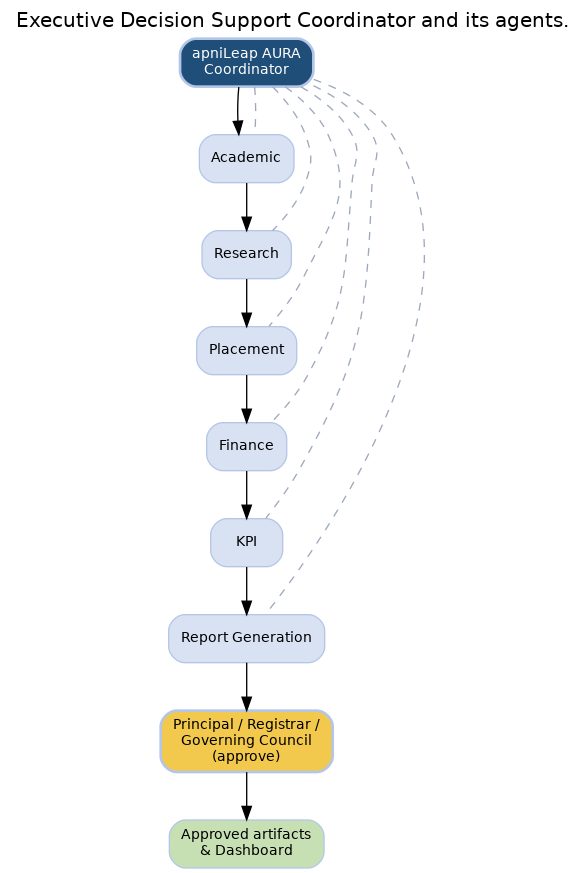 Executive Decision Support Coordinator and its agents.
apniLeap AURA
Coordinator
Academic
Research
Placement
Finance
KPI
Report Generation
Principal / Registrar /
Governing Council
(approve)
Approved artifacts
& Dashboard